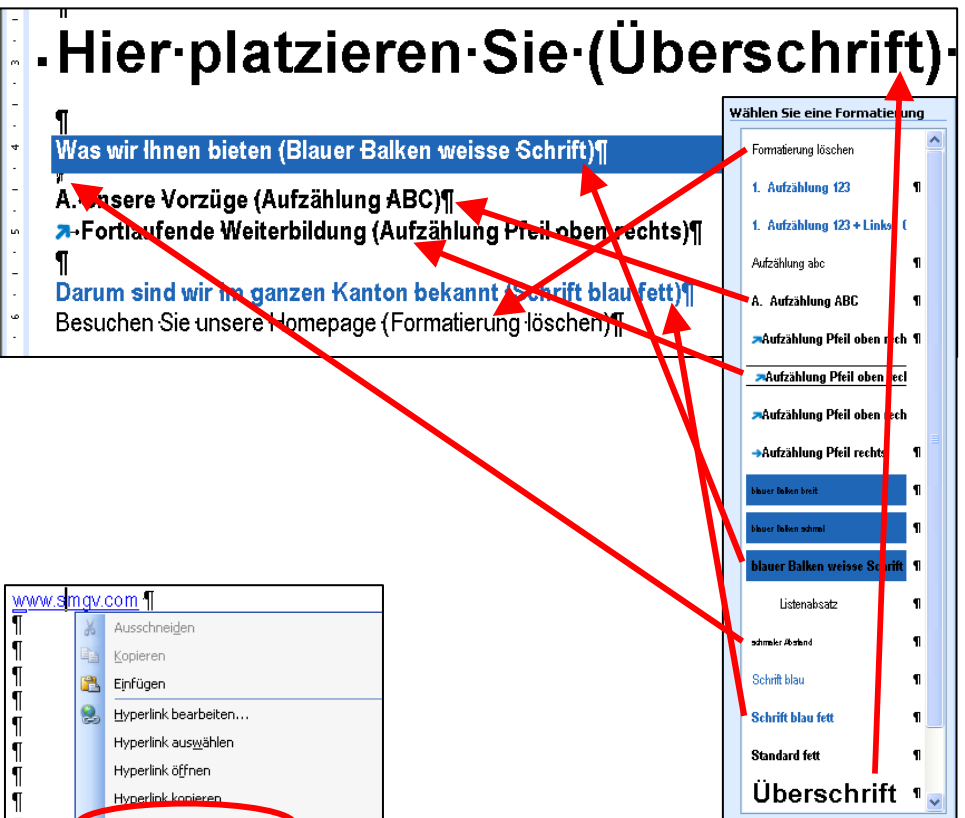 Hier·platzieren·Sie·(Überschrift)·
¶
Was wir Ihnen bieten (Blauer Balken weisse Schrift)¶
A. Unsere Vorzüge (Aufzählung ABC)¶
Fortlaufende Weiterbildung (Aufzählung Pfeil oben rechts)¶
¶
Darum sind wir im ganzen Kanton bekannt (Schrift blau fett)¶
Besuchen Sie unsere Homepage (Formatierung löschen)¶
Wählen Sie eine Formatierung
Formatierung löschen
1. Aufzählung 123 ¶
1. Aufzählung 123 + Links
Aufzählung abc ¶
A. Aufzählung ABC ¶
Aufzählung Pfeil oben rech ¶
Aufzählung Pfeil oben recl
Aufzählung Pfeil oben rech
Aufzählung Pfeil rechts ¶
blauer Balken breit ¶
blauer Balken schmal ¶
blauer Balken weisse Schrift ¶
Listenabsatz ¶
schmaler Abstand ¶
Schrift blau ¶
Schrift blau fett ¶
Standard fett ¶
Überschrift ¶
www.smgv.com ¶
Ausschneiden
Kopieren
Einfügen
Hyperlink bearbeiten...
Hyperlink auswählen
Hyperlink öffnen
Hyperlink kopieren